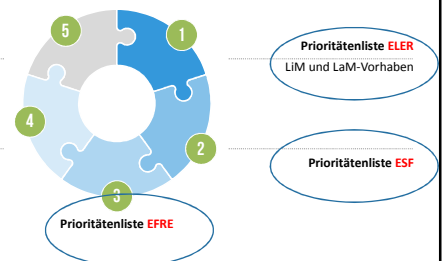 5
1
Prioritätenliste ELER
LiM und LaM-Vorhaben
4
2
Prioritätenliste ESF
3
Prioritätenliste EFRE